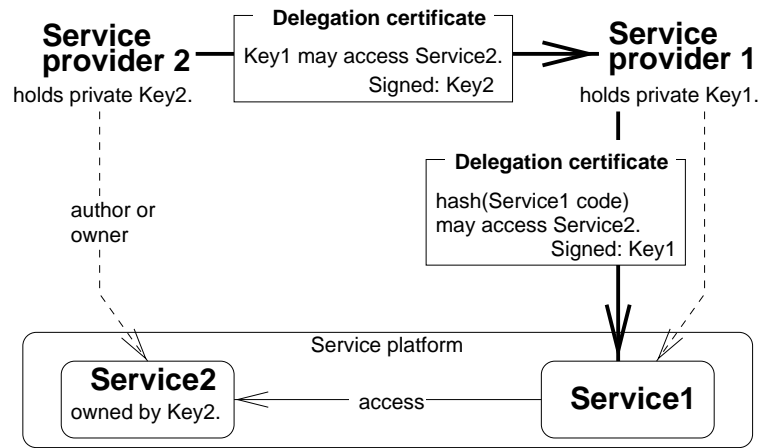 Service
provider 2
holds private Key2.
Delegation certificate
Key1 may access Service2.
Signed: Key2
Service
provider 1
holds private Key1.
Delegation certificate
hash(Service1 code)
may access Service2.
Signed: Key1
author or
owner
Service platform
Service2
owned by Key2.
access
Service1